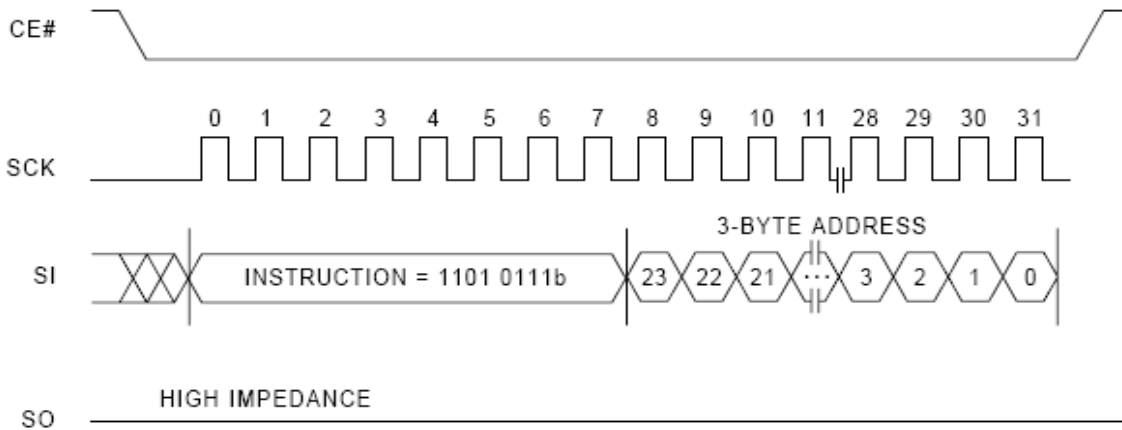 CE#
0 1 2 3 4 5 6 7 8 9 10 11 28 29 30 31
SCK
3-BYTE ADDRESS
SI INSTRUCTION = 1101 0111b 23 22 21 ... 3 2 1 0
HIGH IMPEDANCE
SO